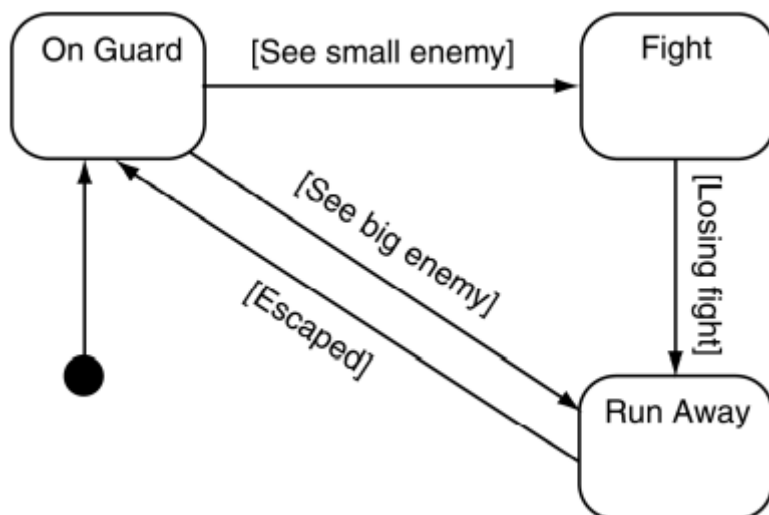 On Guard
[See small enemy]
Fight
[See big enemy]
[Losing fight]
[Escaped]
Run Away